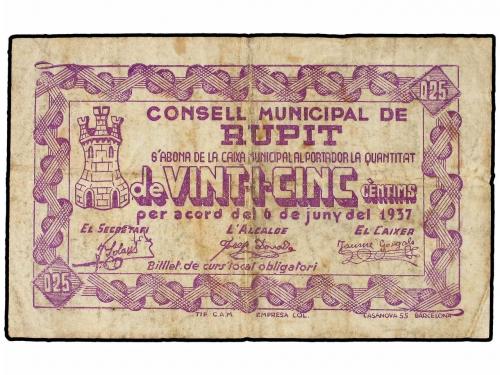 0'25
CONSELL MUNICIPAL DE
RUPIT
S'ABONA DE LA CAIXA MUNICIPAL AL PORTADOR LA QUANTITAT
de VINT-I-CINC CÈNTIMS
per acord del 6 de juny del 1937
EL SECRETARI L'ALCALDE EL CAIXER
Billet de curs local obligatori
0'25
TIP. C.A.M. EMPRESA COL. CASANOVA 55 BARCELONA